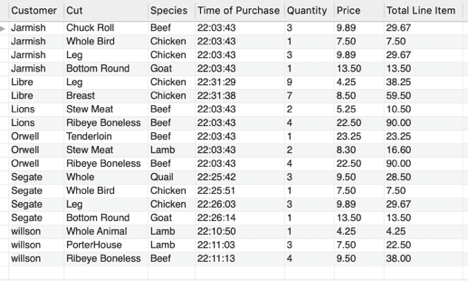 Customer Cut Species Time of Purchase Quantity Price Total Line Item
Jarmish Chuck Roll Beef 22:03:43 3 9.89 29.67
Jarmish Whole Bird Chicken 22:03:43 1 7.50 7.50
Jarmish Leg Chicken 22:03:43 3 9.89 29.67
Jarmish Bottom Round Goat 22:03:43 1 13.50 13.50
Libre Leg Chicken 22:31:29 9 4.25 38.25
Libre Breast Chicken 22:31:38 7 8.50 59.50
Lions Stew Meat Beef 22:03:43 2 5.25 10.50
Lions Ribeye Boneless Beef 22:03:43 4 22.50 90.00
Orwell Tenderloin Beef 22:03:43 1 23.25 23.25
Orwell Stew Meat Lamb 22:03:43 2 8.30 16.60
Orwell Ribeye Boneless Beef 22:03:43 4 22.50 90.00
Segate Whole Quail 22:25:42 3 9.50 28.50
Segate Whole Bird Chicken 22:25:51 1 7.50 7.50
Segate Leg Chicken 22:26:03 3 9.89 29.67
Segate Bottom Round Goat 22:26:14 1 13.50 13.50
willson Whole Animal Lamb 22:10:50 1 4.25 4.25
willson PorterHouse Lamb 22:11:03 3 7.50 22.50
willson Ribeye Boneless Beef 22:11:13 4 9.50 38.00